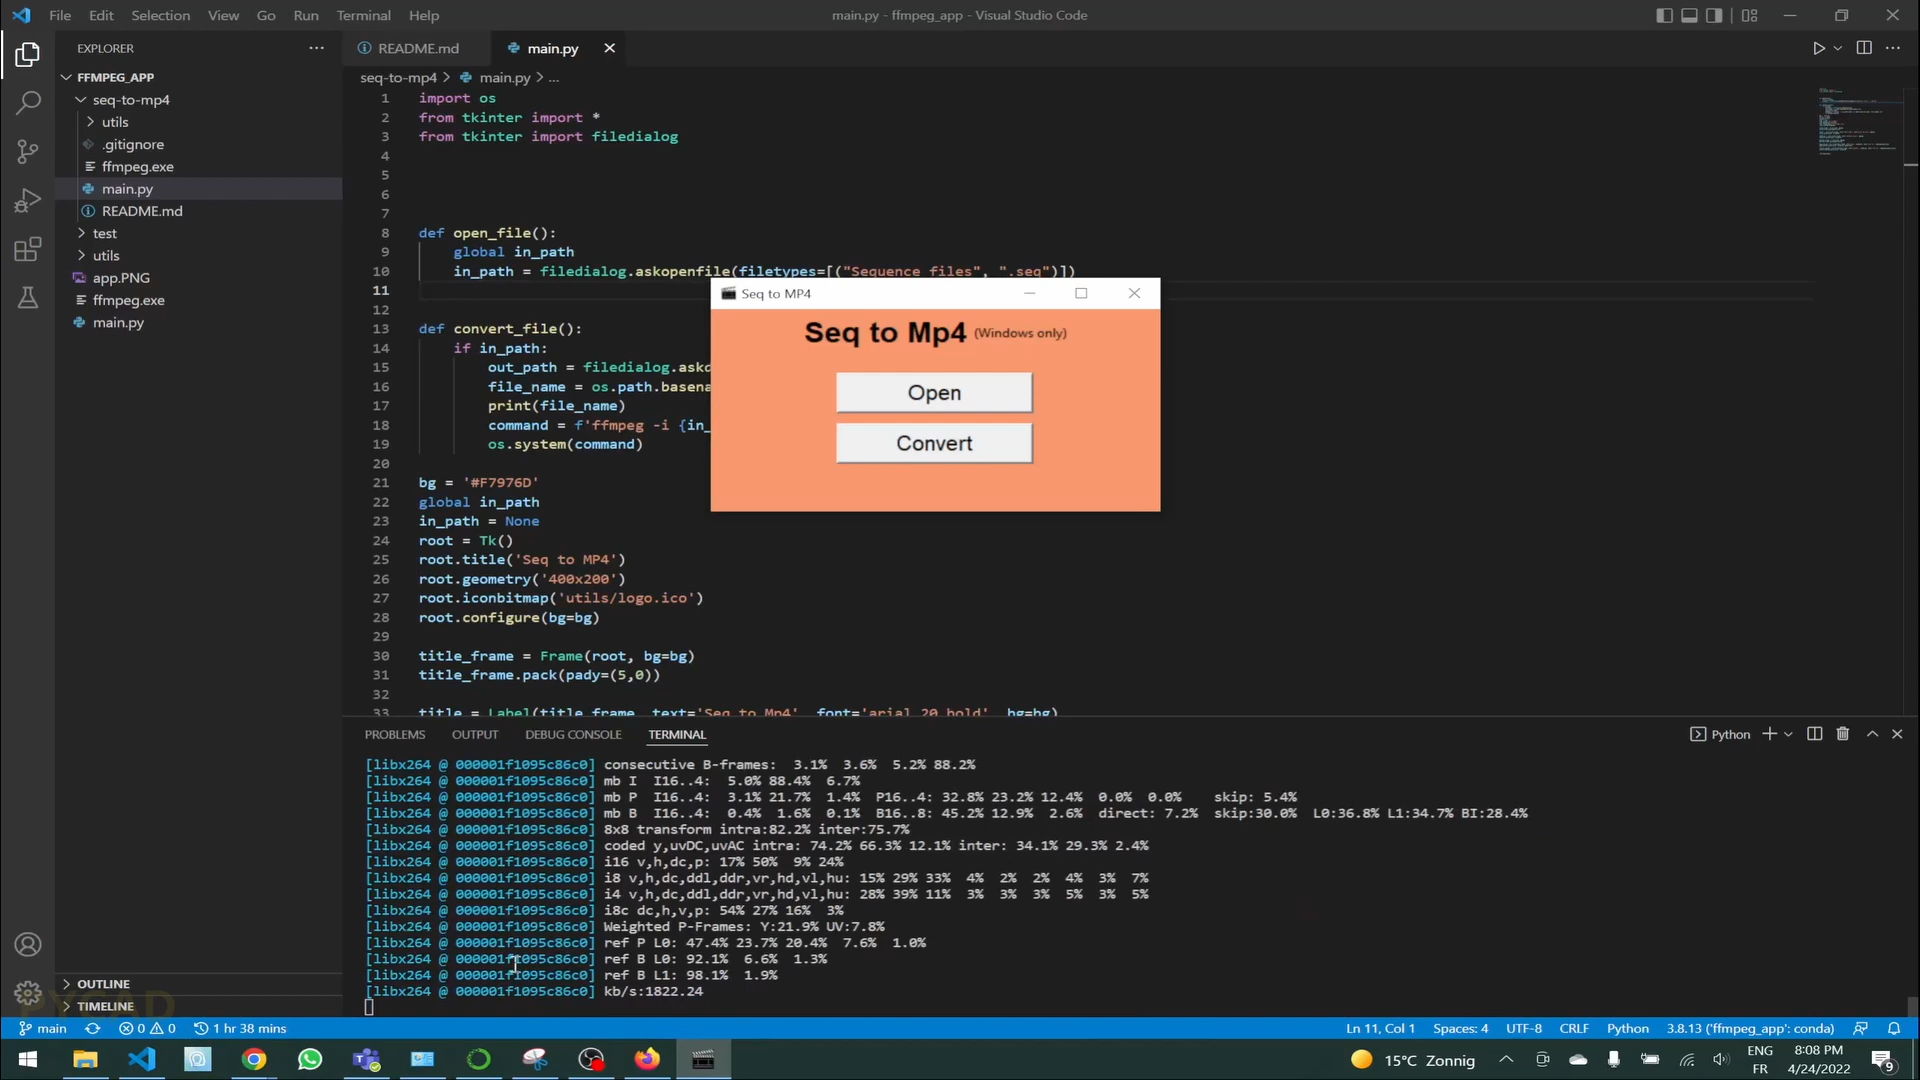 File Edit Selection View Go Run Terminal Help
main.py - ffmpeg_app - Visual Studio Code
EXPLORER
FFMPEG_APP
seq-to-mp4
utils
.gitignore
ffmpeg.exe
main.py
README.md
test
utils
app.PNG
ffmpeg.exe
main.py
OUTLINE
TIMELINE
PYCAD
README.md main.py
seq-to-mp4 > main.py > ...
1 import os
2 from tkinter import *
3 from tkinter import filedialog
4
5
6
7
8 def open_file():
9 global in_path
10 in_path = filedialog.askopenfile(filetypes=[("Sequence files", ".seq")])
11
12
13 def convert_file():
14 if in_path:
15 out_path = filedialog.askd
16 file_name = os.path.basena
17 print(file_name)
18 command = f'ffmpeg -i {in_
19 os.system(command)
20
21 bg = '#F7976D'
22 global in_path
23 in_path = None
24 root = Tk()
25 root.title('Seq to MP4')
26 root.geometry('400x200')
27 root.iconbitmap('utils/logo.ico')
28 root.configure(bg=bg)
29
30 title_frame = Frame(root, bg=bg)
31 title_frame.pack(pady=(5,0))
32
33 title = Label(title_frame, text='Seq to Mp4', font='arial 20 bold', bg=bg)
Seq to MP4
Seq to Mp4 (Windows only)
Open
Convert
PROBLEMS OUTPUT DEBUG CONSOLE TERMINAL
Python
[libx264 @ 000001f1095c86c0] consecutive B-frames: 3.1% 3.6% 5.2% 88.2%
[libx264 @ 000001f1095c86c0] mb I I16..4: 5.0% 88.4% 6.7%
[libx264 @ 000001f1095c86c0] mb P I16..4: 3.1% 21.7% 1.4% P16..4: 32.8% 23.2% 12.4% 0.0% 0.0% skip: 5.4%
[libx264 @ 000001f1095c86c0] mb B I16..4: 0.4% 1.6% 0.1% B16..8: 45.2% 12.9% 2.6% direct: 7.2% skip:30.0% L0:36.8% L1:34.7% BI:28.4%
[libx264 @ 000001f1095c86c0] 8x8 transform intra:82.2% inter:75.7%
[libx264 @ 000001f1095c86c0] coded y,uvDC,uvAC intra: 74.2% 66.3% 12.1% inter: 34.1% 29.3% 2.4%
[libx264 @ 000001f1095c86c0] i16 v,h,dc,p: 17% 50% 9% 24%
[libx264 @ 000001f1095c86c0] i8 v,h,dc,ddl,ddr,vr,hd,vl,hu: 15% 29% 33% 4% 2% 2% 4% 3% 7%
[libx264 @ 000001f1095c86c0] i4 v,h,dc,ddl,ddr,vr,hd,vl,hu: 28% 39% 11% 3% 3% 3% 5% 3% 5%
[libx264 @ 000001f1095c86c0] i8c dc,h,v,p: 54% 27% 16% 3%
[libx264 @ 000001f1095c86c0] Weighted P-Frames: Y:21.9% UV:7.8%
[libx264 @ 000001f1095c86c0] ref P L0: 47.4% 23.7% 20.4% 7.6% 1.0%
[libx264 @ 000001f1095c86c0] ref B L0: 92.1% 6.6% 1.3%
[libx264 @ 000001f1095c86c0] ref B L1: 98.1% 1.9%
[libx264 @ 000001f1095c86c0] kb/s:1822.24
main 0 0 1 hr 38 mins
Ln 11, Col 1 Spaces: 4 UTF-8 CRLF Python 3.8.13 ('ffmpeg_app': conda)
15°C Zonnig
ENG
FR
8:08 PM
4/24/2022
9